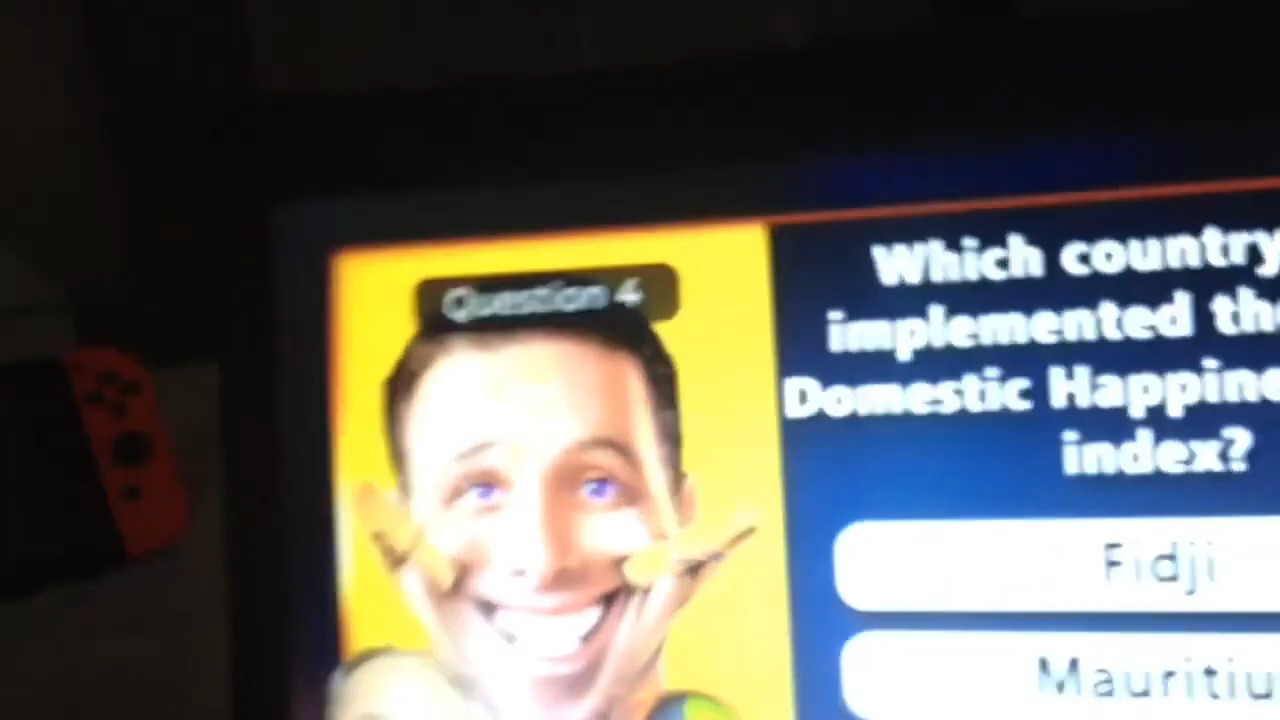 Question 4
Which country
implemented th
Domestic Happine
index?
Fidji
Mauritiu